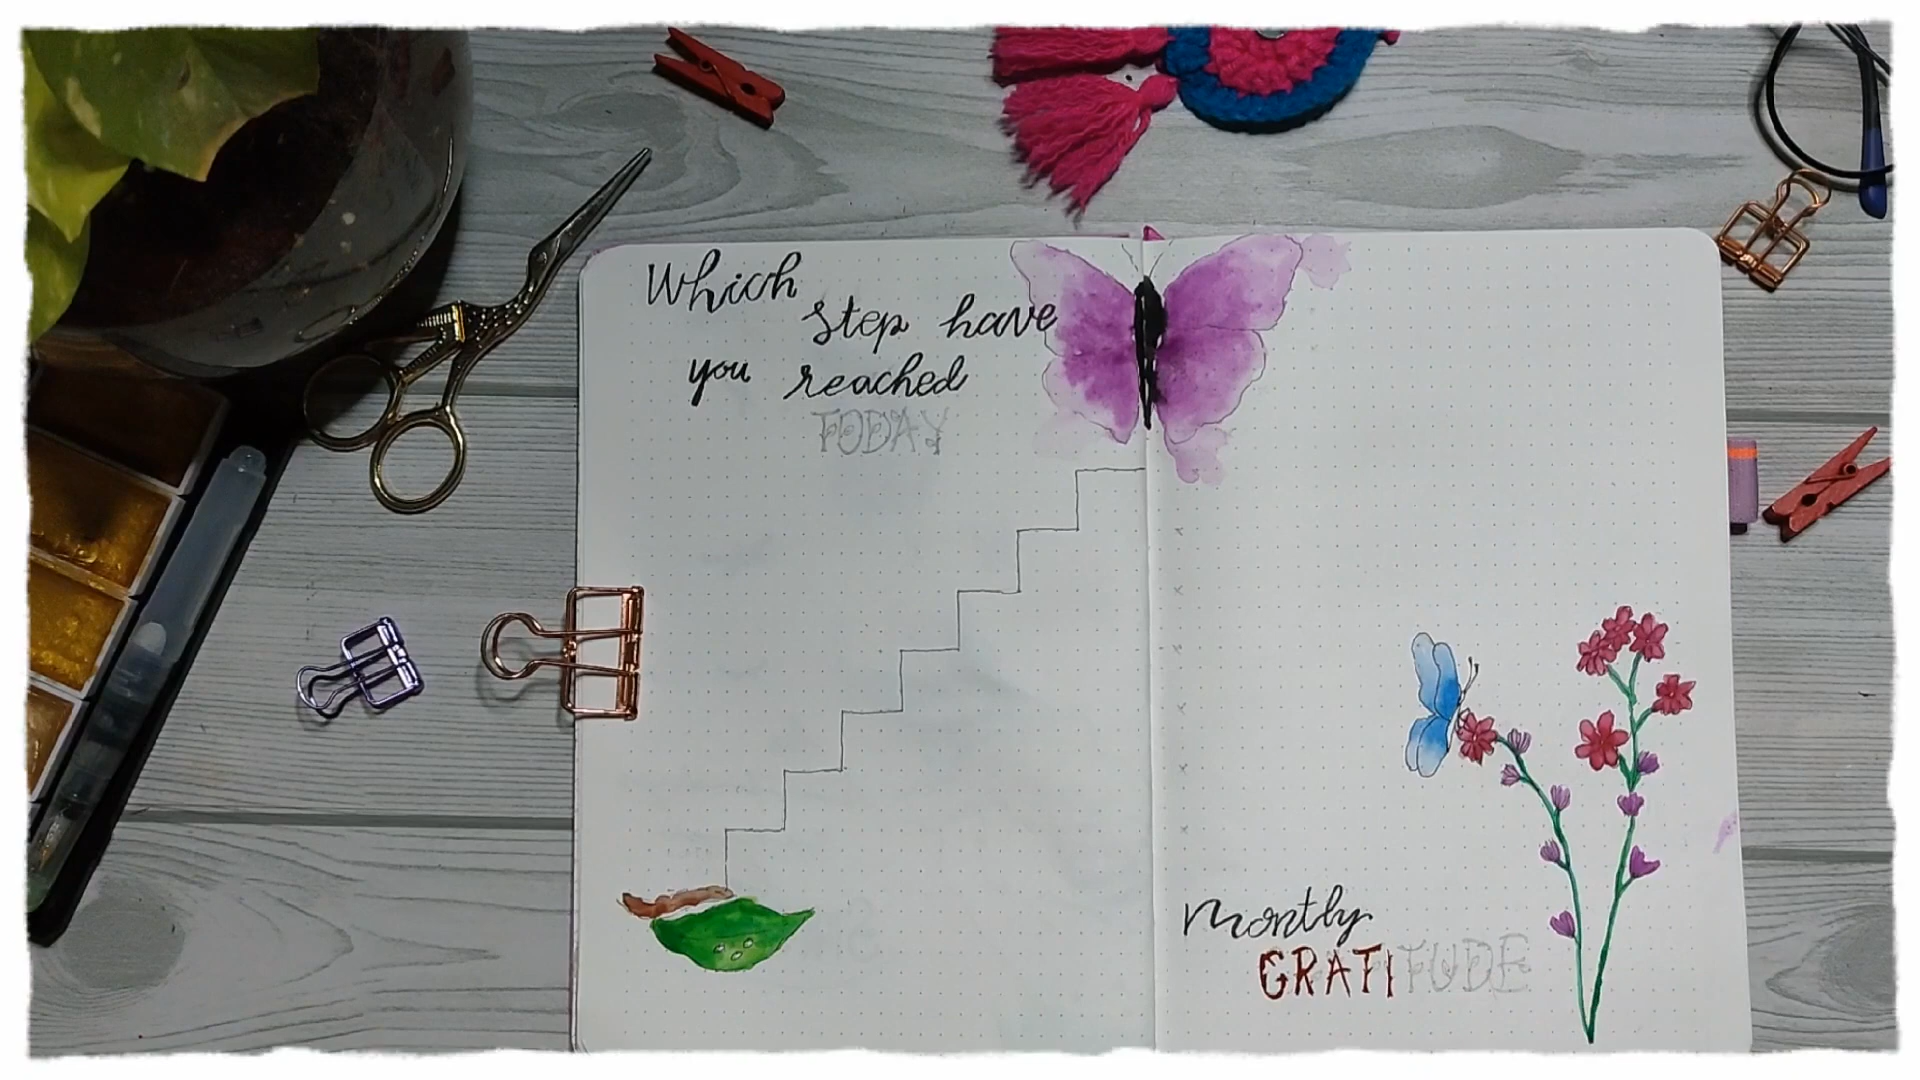 Which
step have
you reached
TODAY
Montly
GRATITUDE